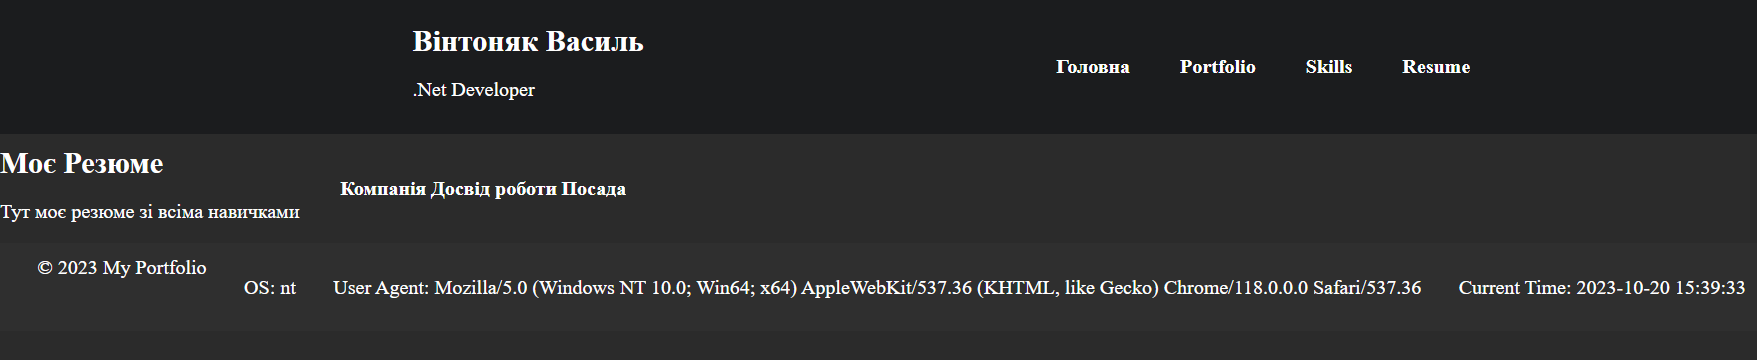 Вінтоняк Василь
.Net Developer
Головна Portfolio Skills Resume
Моє Резюме
Тут моє резюме зі всіма навичками
Компанія Досвід роботи Посада
© 2023 My Portfolio
OS: nt User Agent: Mozilla/5.0 (Windows NT 10.0; Win64; x64) AppleWebKit/537.36 (KHTML, like Gecko) Chrome/118.0.0.0 Safari/537.36 Current Time: 2023-10-20 15:39:33